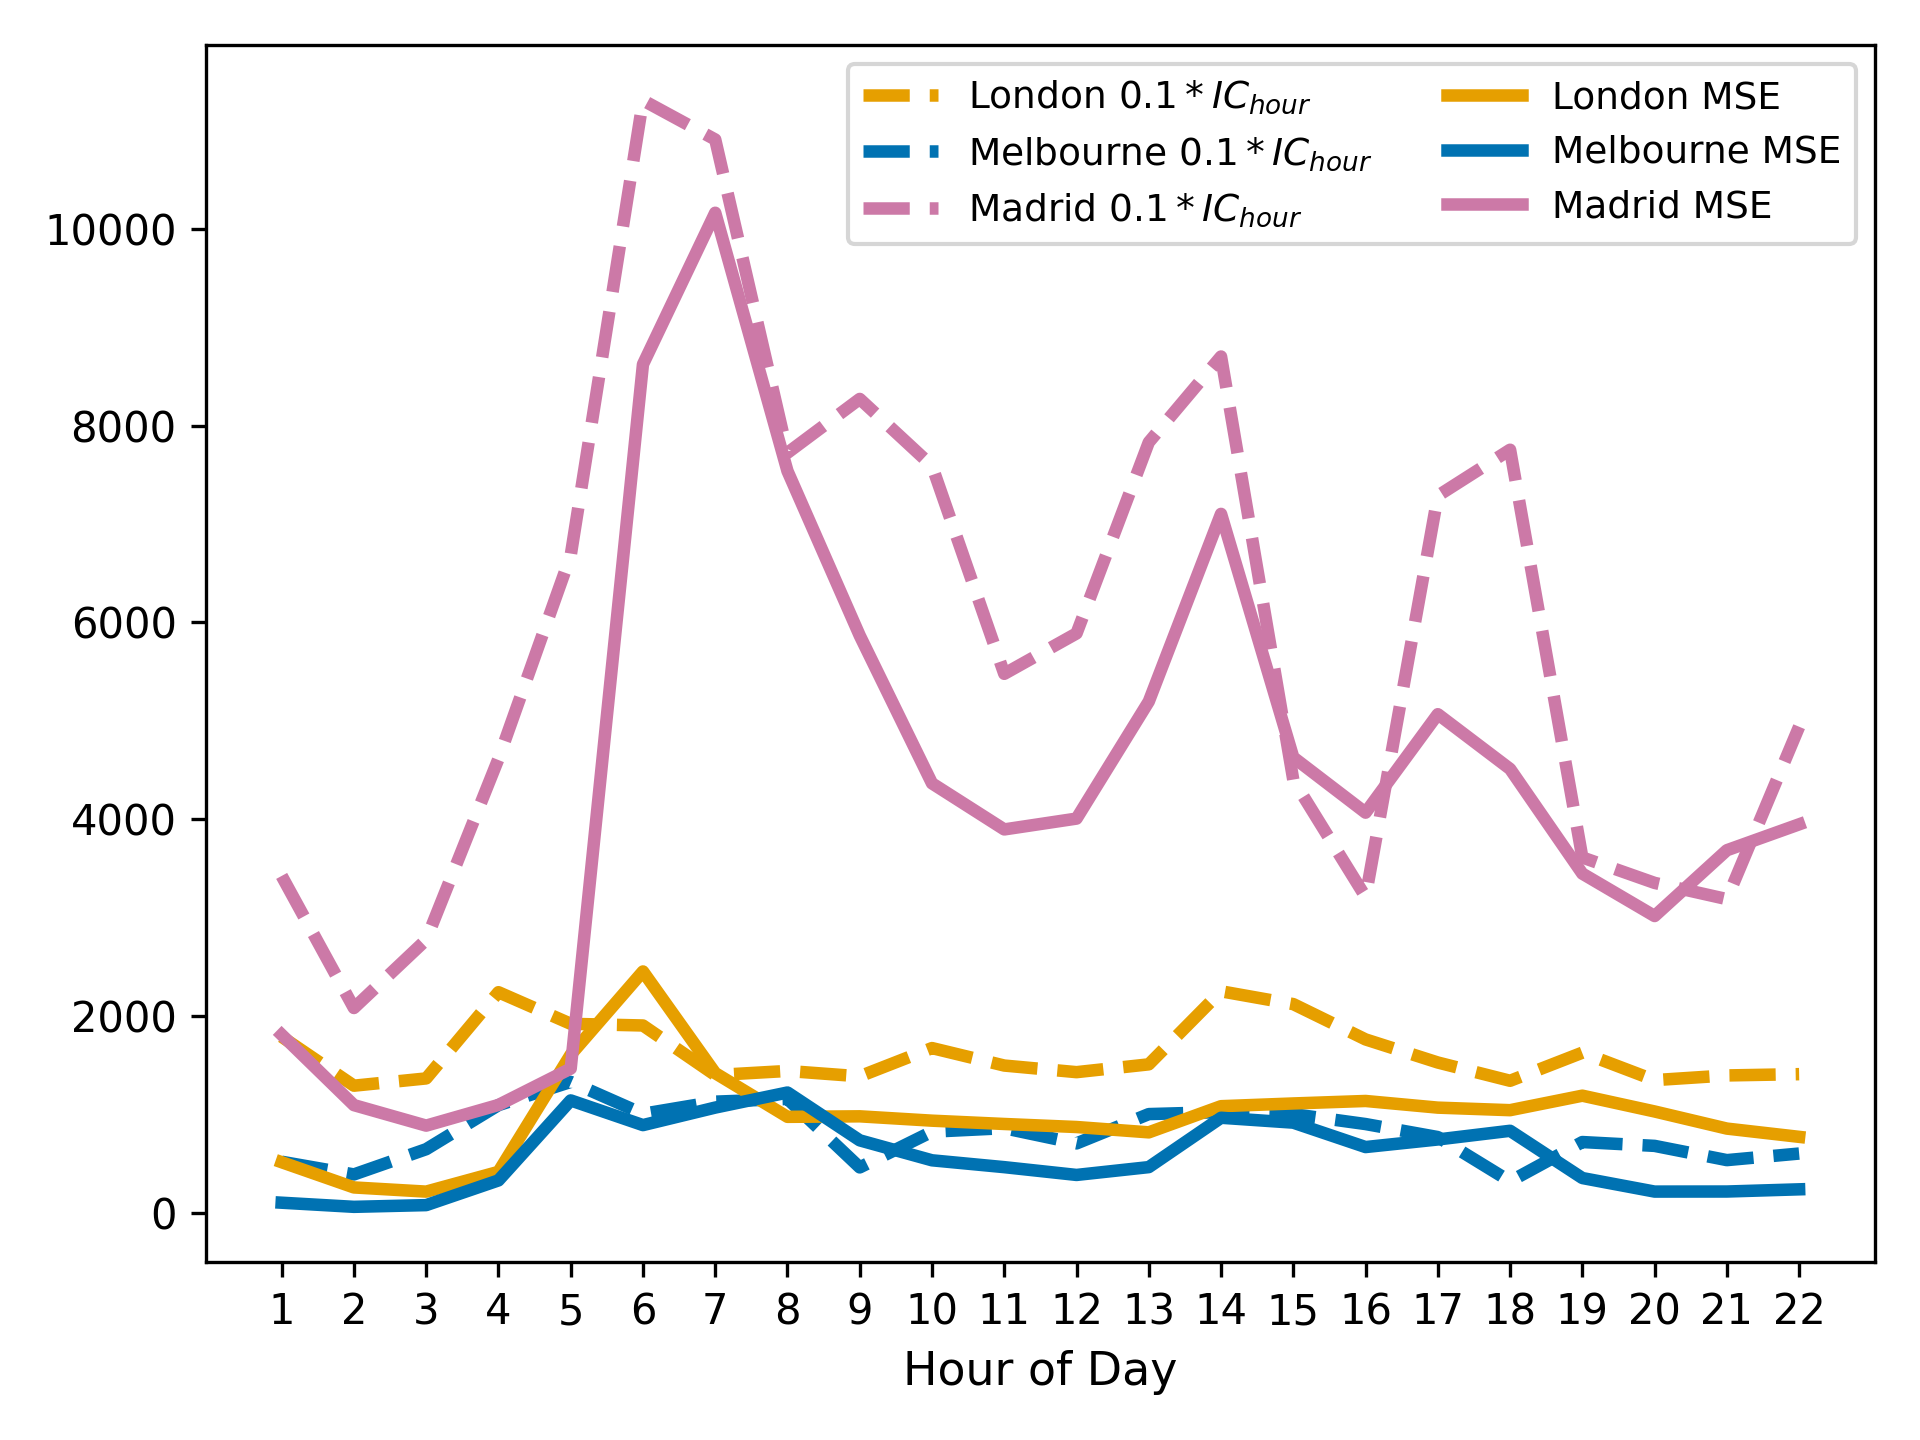 London 0.1 * IC_hour
Melbourne 0.1 * IC_hour
Madrid 0.1 * IC_hour
London MSE
Melbourne MSE
Madrid MSE
10000
8000
6000
4000
2000
0
1 2 3 4 5 6 7 8 9 10 11 12 13 14 15 16 17 18 19 20 21 22
Hour of Day